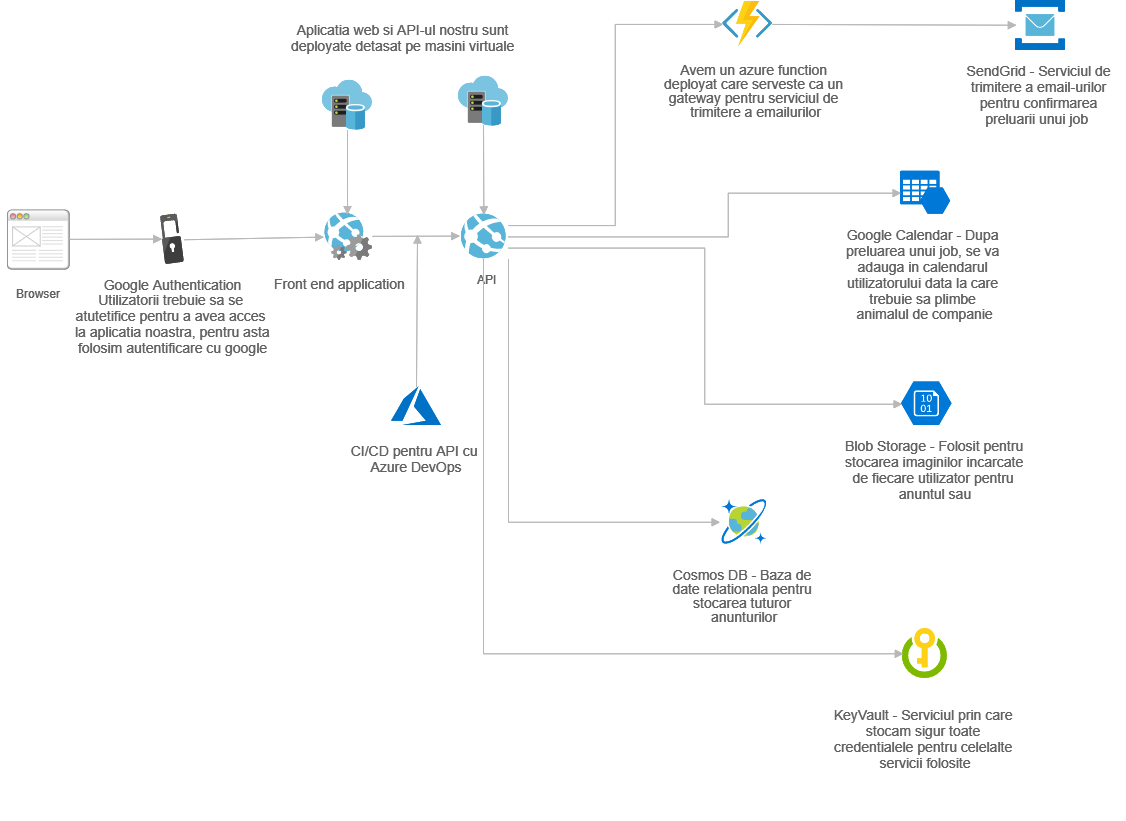 Aplicatia web si API-ul nostru sunt
deployate detasat pe masini virtuale
Avem un azure function
deployat care serveste ca un
gateway pentru serviciul de
trimitere a emailurilor
SendGrid - Serviciul de
trimitere a email-urilor
pentru confirmarea
preluarii unui job
Browser
Google Authentication
Utilizatorii trebuie sa se
atutetifice pentru a avea acces
la aplicatia noastra, pentru asta
folosim autentificare cu google
Front end application
API
Google Calendar - Dupa
preluarea unui job, se va
adauga in calendarul
utilizatorului data la care
trebuie sa plimbe
animalul de companie
CI/CD pentru API cu
Azure DevOps
10
01
Blob Storage - Folosit pentru
stocarea imaginilor incarcate
de fiecare utilizator pentru
anuntul sau
Cosmos DB - Baza de
date relationala pentru
stocarea tuturor
anunturilor
KeyVault - Serviciul prin care
stocam sigur toate
credentialele pentru celelalte
servicii folosite